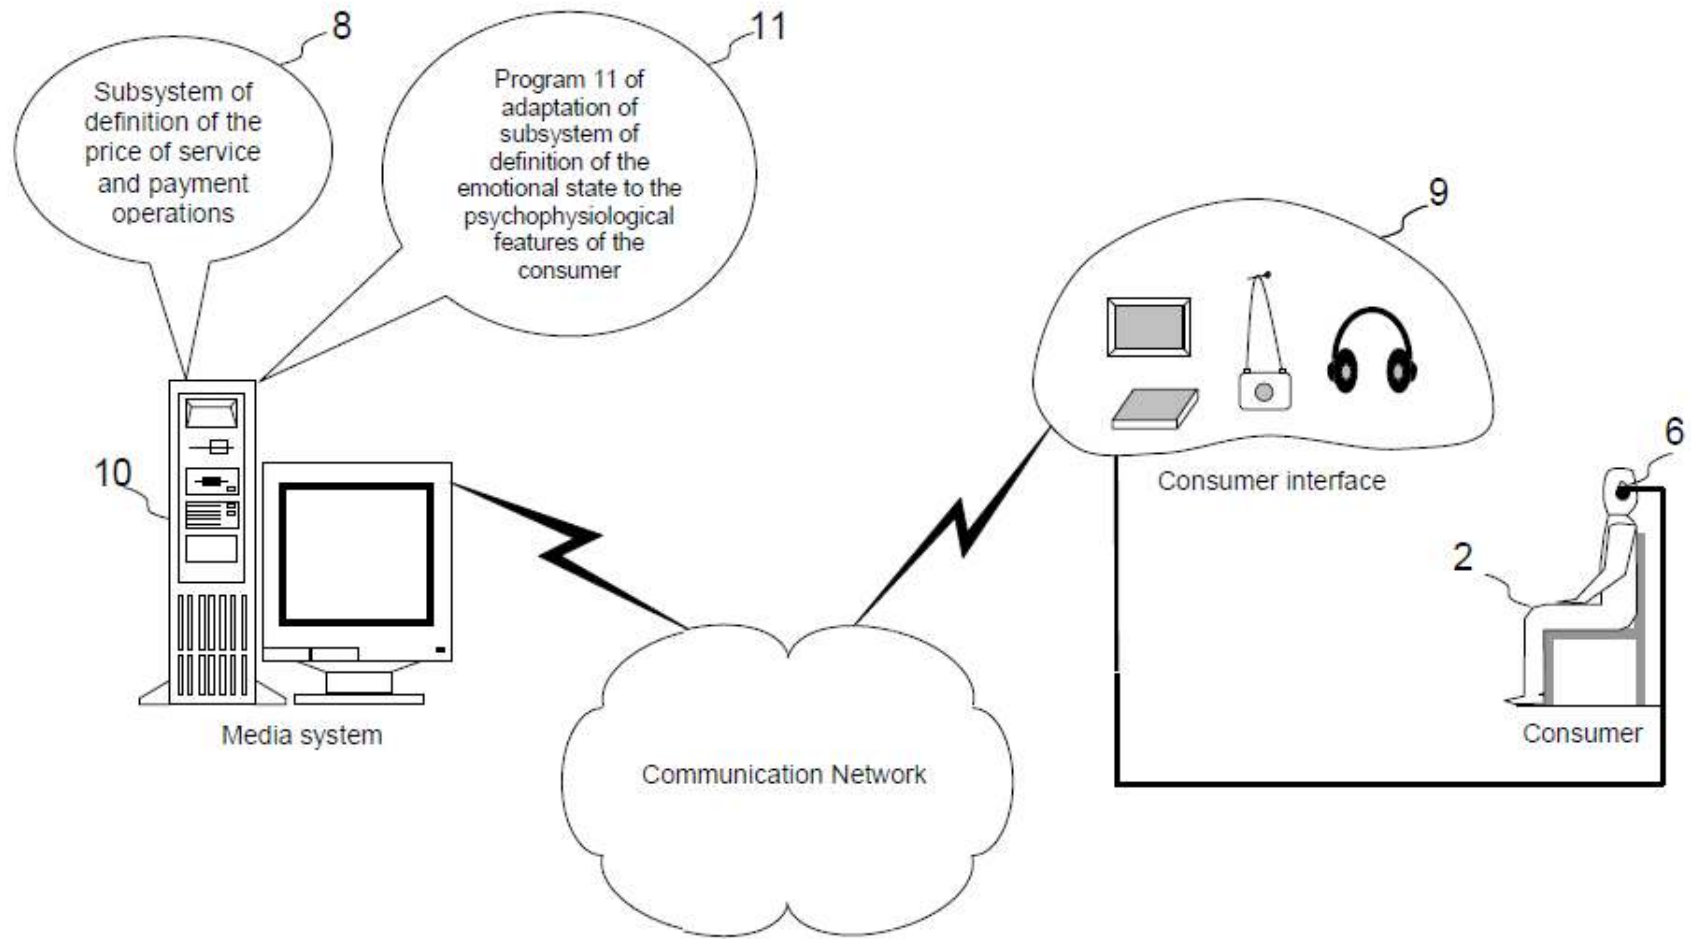 8
Subsystem of
definition of the
price of service
and payment
operations
11
Program 11 of
adaptation of
subsystem of
definition of the
emotional state to the
psychophysiological
features of the
consumer
9
Consumer interface
6
2
Consumer
10
Media system
Communication Network